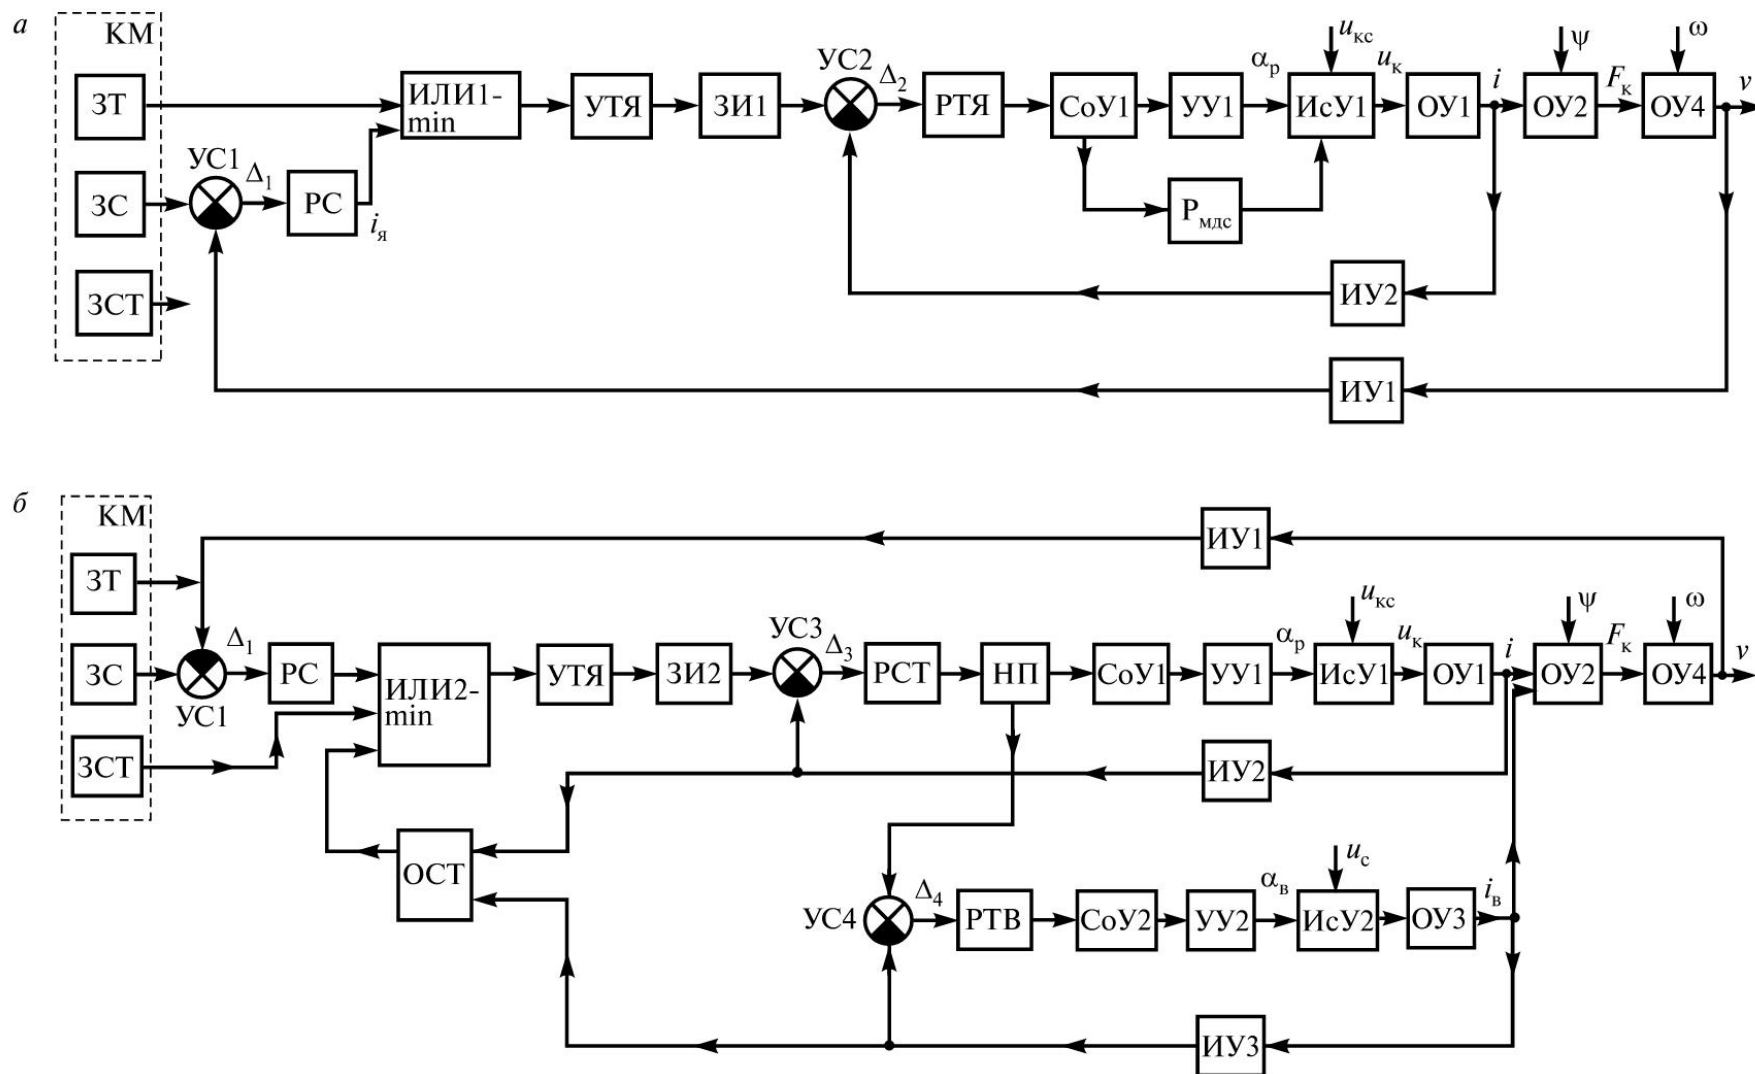 а
КМ
ЗТ
ЗС
ЗСТ
УС1
Δ1
РС
iя
ИЛИ1-
min
УТЯ
ЗИ1
УС2
Δ2
РТЯ
СоУ1
УУ1
αр
uкс
ИсУ1
uк
ОУ1
i
ψ
ОУ2
Fк
ω
ОУ4
v
Рмдс
ИУ2
ИУ1
б
КМ
ЗТ
ЗС
ЗСТ
ИУ1
Δ1
УС1
РС
ИЛИ2-
min
УТЯ
ЗИ2
УС3
Δ3
РСТ
НП
СоУ1
УУ1
αр
uкс
ИсУ1
uк
ОУ1
i
ψ
ОУ2
Fк
ω
ОУ4
v
ИУ2
ОСТ
УС4
Δ4
РТВ
СоУ2
УУ2
αв
uс
ИсУ2
ОУ3
iв
ИУ3